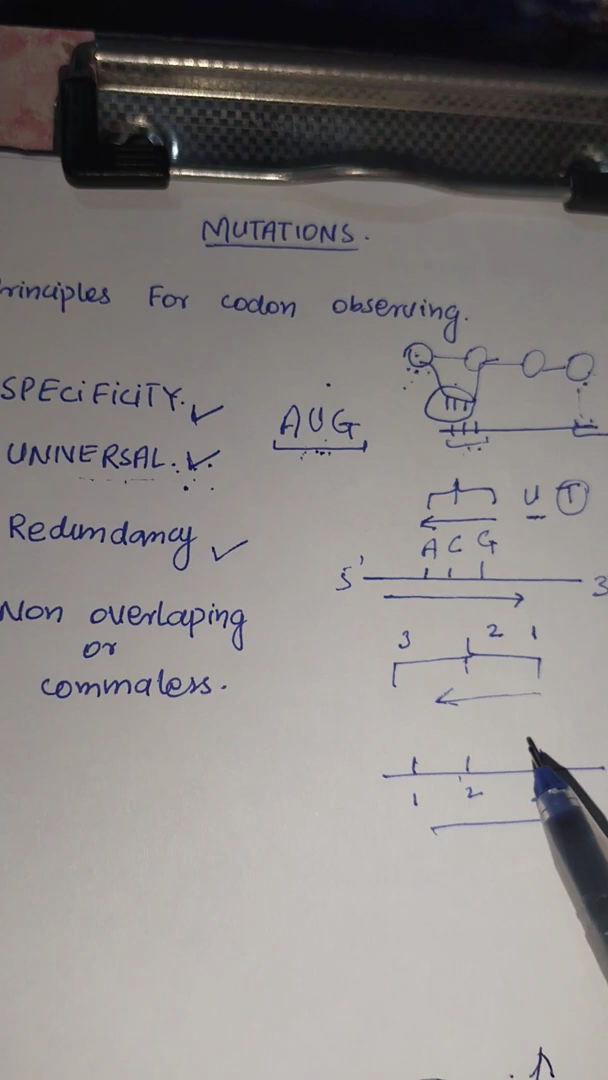 MUTATIONS.
rinciples For codon observing.
SPECiFiCiTY.
AUG
UNIVERSAL.
U T
Redundancy
A C G
5' 3
Non overlaping
or
commaless.
3 2 1
1 2